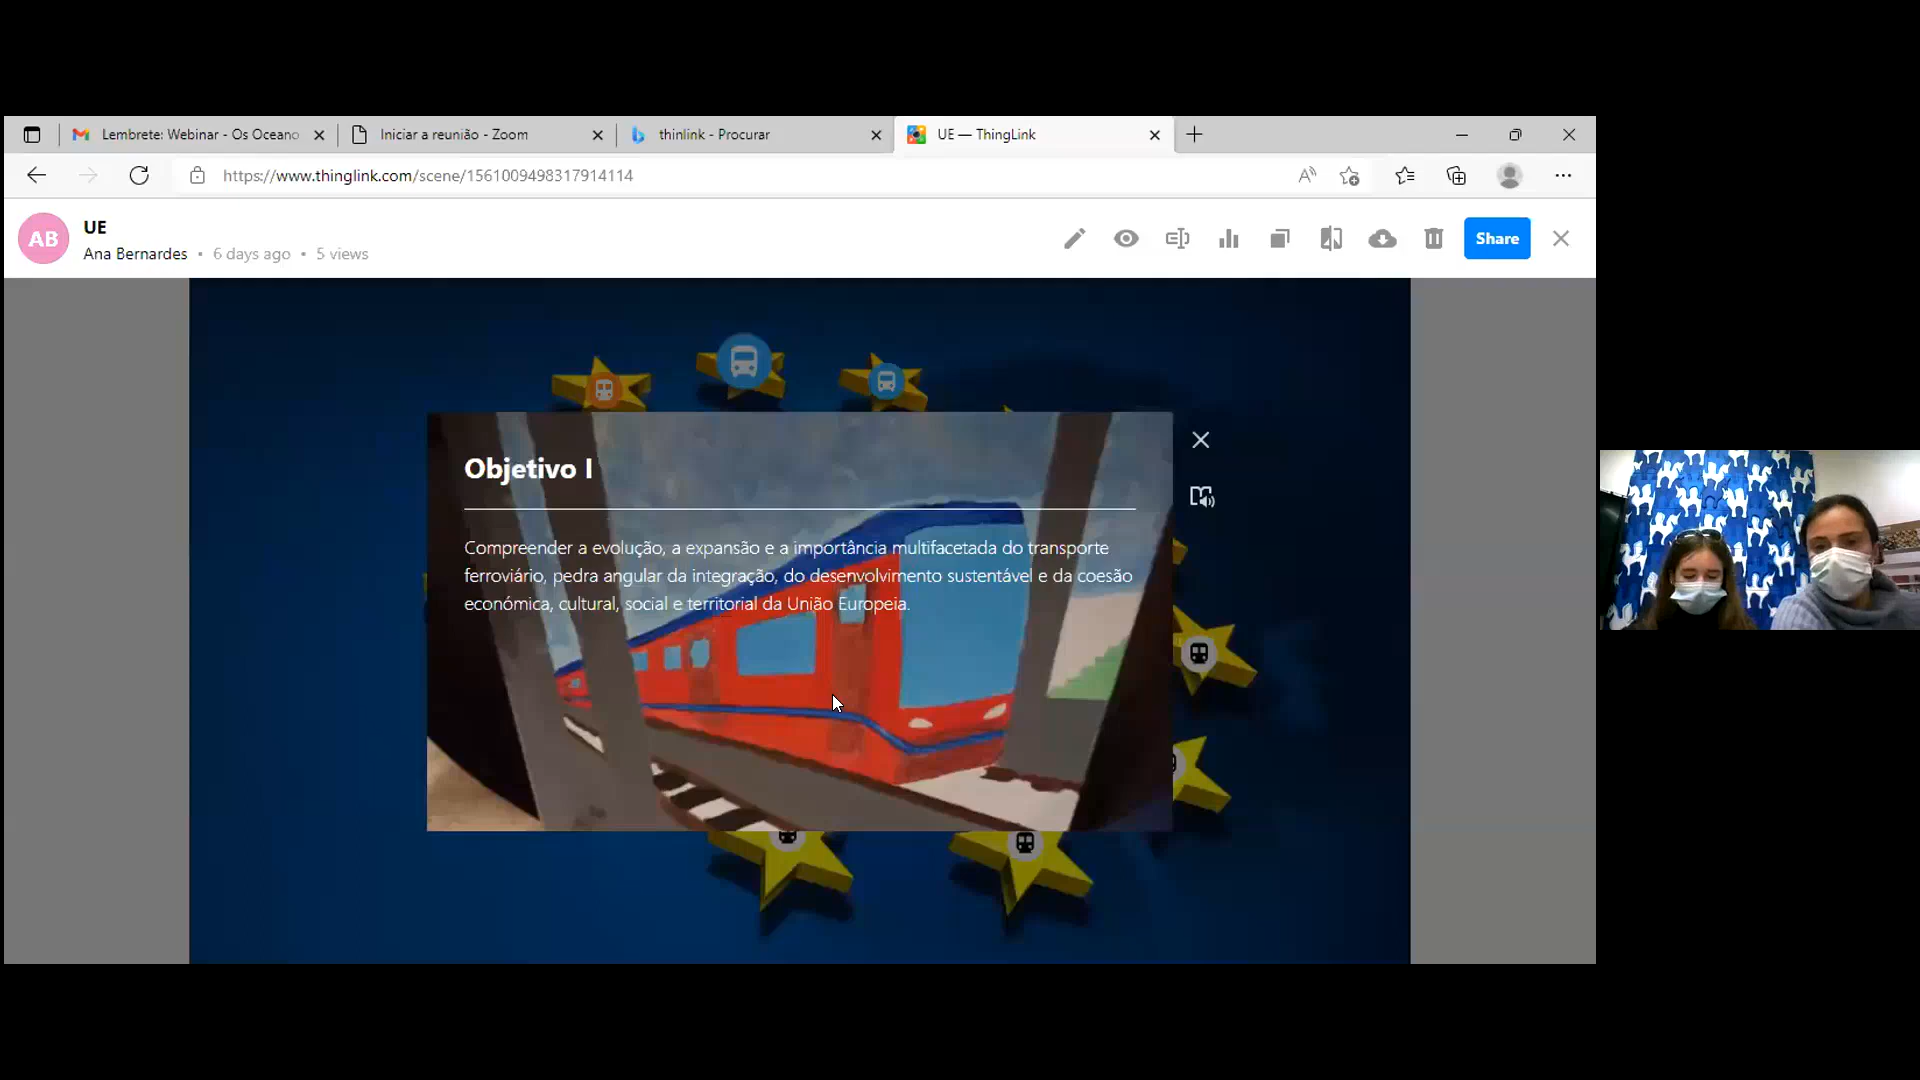 Lembrete: Webinar - Os Oceano
Iniciar a reunião - Zoom
thinlink - Procurar
UE — ThingLink
https://www.thinglink.com/scene/1561009498317914114
AB
UE
Ana Bernardes • 6 days ago • 5 views
Share
Objetivo I
Compreender a evolução, a expansão e a importância multifacetada do transporte
ferroviário, pedra angular da integração, do desenvolvimento sustentável e da coesão
económica, cultural, social e territorial da União Europeia.